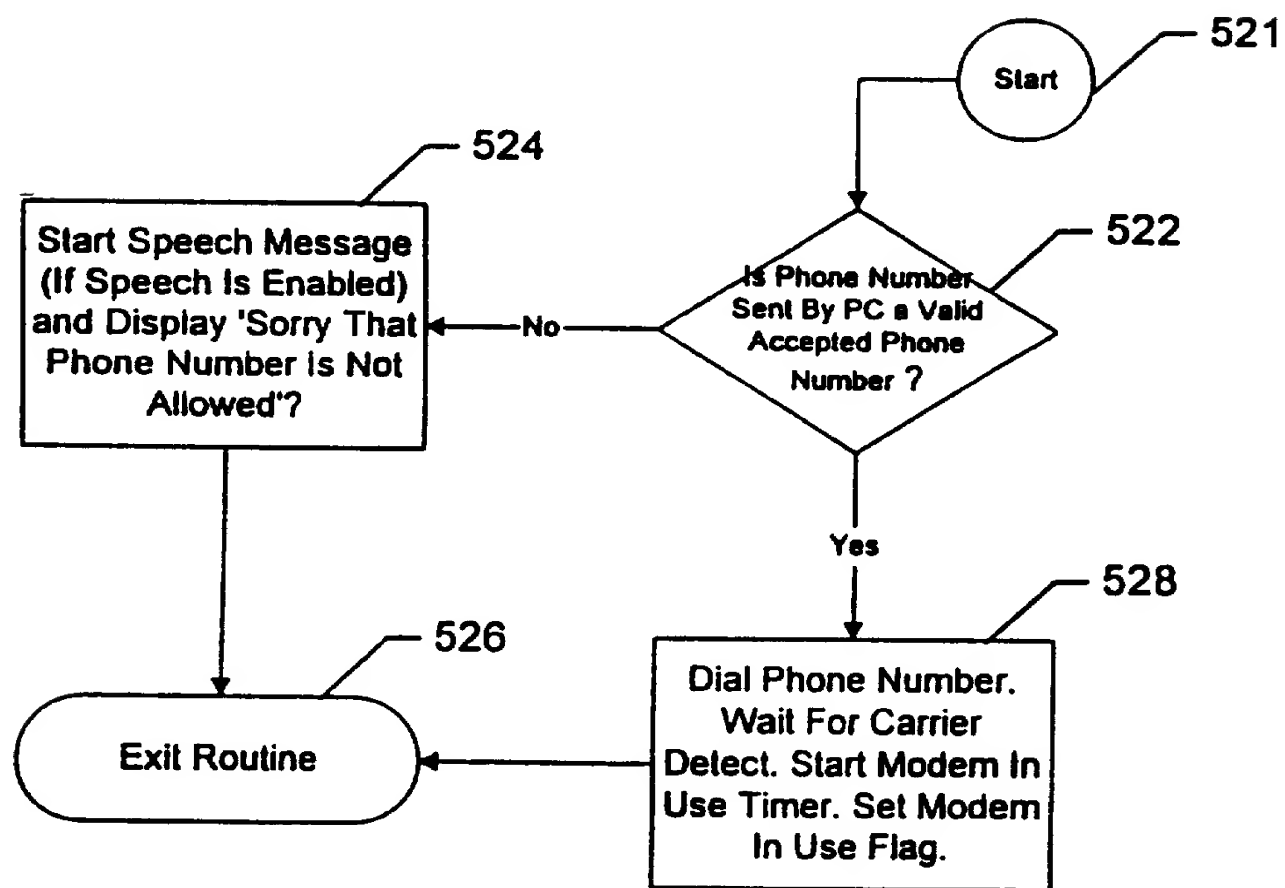 521
Start
524
Start Speech Message
(If Speech Is Enabled)
and Display 'Sorry That
Phone Number Is Not
Allowed'?
522
Is Phone Number
Sent By PC a Valid
Accepted Phone
Number ?
No
Yes
528
Dial Phone Number.
Wait For Carrier
Detect. Start Modem In
Use Timer. Set Modem
In Use Flag.
526
Exit Routine